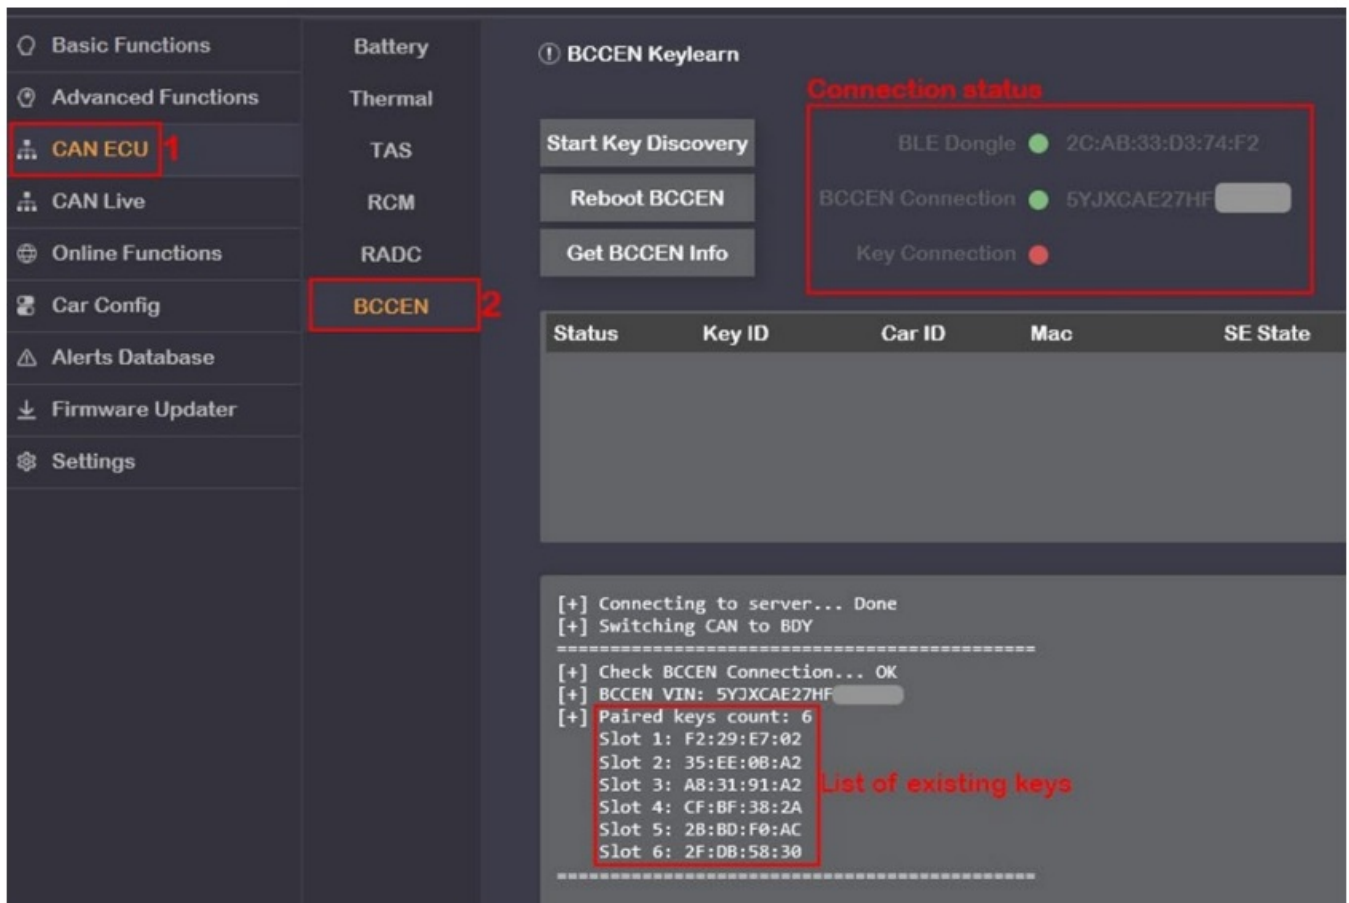 Basic Functions
Advanced Functions
CAN ECU 1
CAN Live
Online Functions
Car Config
Alerts Database
Firmware Updater
Settings
Battery
Thermal
TAS
RCM
RADC
BCCEN 2
BCCEN Keylearn
Start Key Discovery
Reboot BCCEN
Get BCCEN Info
Connection status
BLE Dongle 2C:AB:33:D3:74:F2
BCCEN Connection 5YJXCAE27HF
Key Connection
Status Key ID Car ID Mac SE State
[+] Connecting to server... Done
[+] Switching CAN to BDY
=============================================
[+] Check BCCEN Connection... OK
[+] BCCEN VIN: 5YJXCAE27HF
[+] Paired keys count: 6
Slot 1: F2:29:E7:02
Slot 2: 35:EE:0B:A2
Slot 3: A8:31:91:A2
Slot 4: CF:BF:38:2A
Slot 5: 2B:BD:F0:AC
Slot 6: 2F:DB:58:30
List of existing keys
=============================================